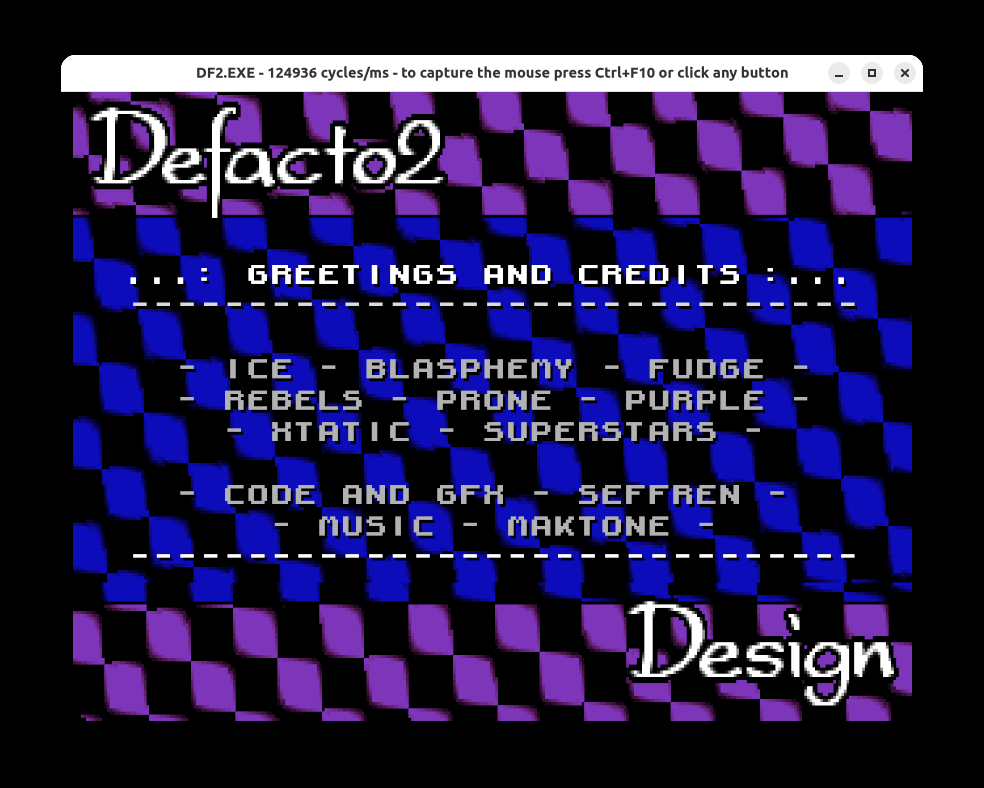 DF2.EXE - 124936 cycles/ms - to capture the mouse press Ctrl+F10 or click any button
Defacto2
...: GREETINGS AND CREDITS :...
-------------------------------
- ICE - BLASPHEMY - FUDGE -
- REBELS - PRONE - PURPLE -
- XTATIC - SUPERSTARS -
- CODE AND GFX - SEFFREN -
- MUSIC - MAKTONE -
-------------------------------
Design